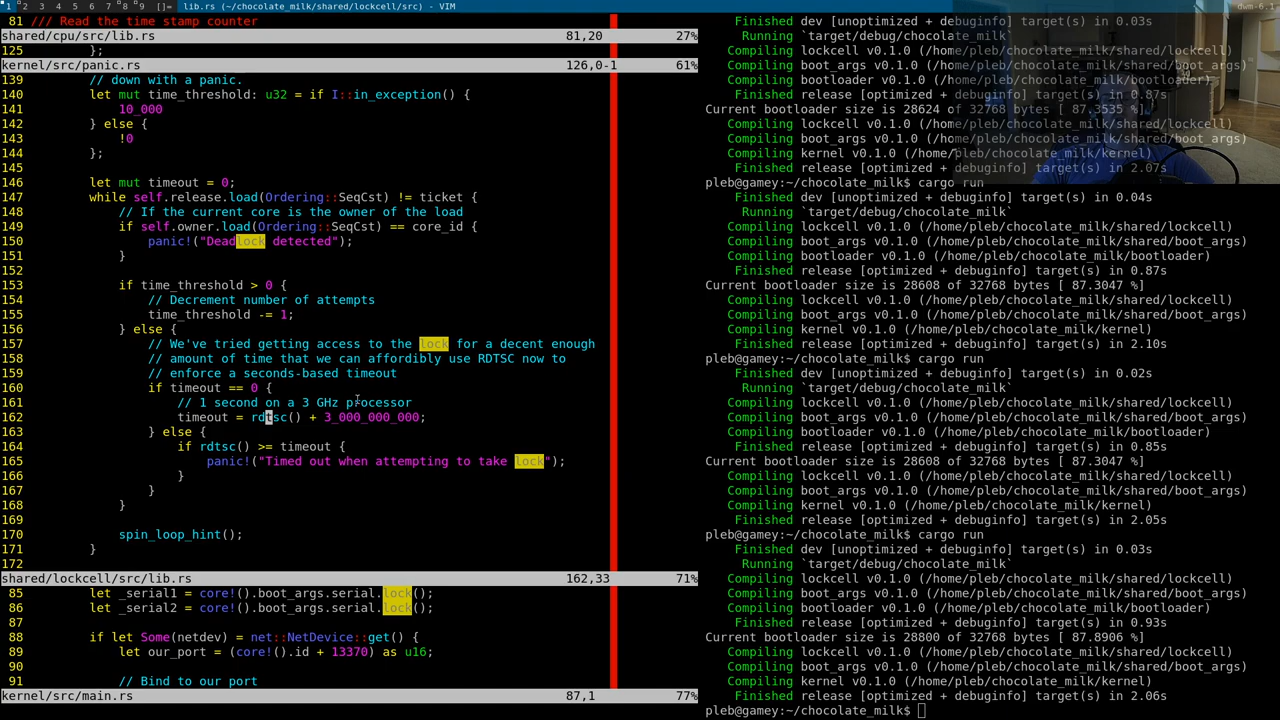 1 2 3 4 5 6 7 8 9 []= lib.rs (~/chocolate_milk/shared/lockcell/src) - VIM
dwm-6.1
81 /// Read the time stamp counter
shared/cpu/src/lib.rs 81,20 27%
125 };
kernel/src/panic.rs 126,0-1 61%
139 // down with a panic.
140 let mut time_threshold: u32 = if I::in_exception() {
141 10_000
142 } else {
143 !0
144 };
145
146 let mut timeout = 0;
147 while self.release.load(Ordering::SeqCst) != ticket {
148 // If the current core is the owner of the load
149 if self.owner.load(Ordering::SeqCst) == core_id {
150 panic!("Deadlock detected");
151 }
152
153 if time_threshold > 0 {
154 // Decrement number of attempts
155 time_threshold -= 1;
156 } else {
157 // We've tried getting access to the lock for a decent enough
158 // amount of time that we can affordibly use RDTSC now to
159 // enforce a seconds-based timeout
160 if timeout == 0 {
161 // 1 second on a 3 GHz processor
162 timeout = rdtsc() + 3_000_000_000;
163 } else {
164 if rdtsc() >= timeout {
165 panic!("Timed out when attempting to take lock");
166 }
167 }
168 }
169
170 spin_loop_hint();
171 }
172
shared/lockcell/src/lib.rs 162,33 71%
85 let _serial1 = core!().boot_args.serial.lock();
86 let _serial2 = core!().boot_args.serial.lock();
87
88 if let Some(netdev) = net::NetDevice::get() {
89 let our_port = (core!().id + 13370) as u16;
90
91 // Bind to our port
kernel/src/main.rs 87,1 77%
Finished dev [unoptimized + debuginfo] target(s) in 0.03s
Running `target/debug/chocolate_milk`
Compiling lockcell v0.1.0 (/home/pleb/chocolate_milk/shared/lockcell)
Compiling boot_args v0.1.0 (/home/pleb/chocolate_milk/shared/boot_args)
Compiling bootloader v0.1.0 (/home/pleb/chocolate_milk/bootloader)
Finished release [optimized + debuginfo] target(s) in 0.87s
Current bootloader size is 28624 of 32768 bytes [ 87.3535 %]
Compiling lockcell v0.1.0 (/home/pleb/chocolate_milk/shared/lockcell)
Compiling boot_args v0.1.0 (/home/pleb/chocolate_milk/shared/boot_args)
Compiling kernel v0.1.0 (/home/pleb/chocolate_milk/kernel)
Finished release [optimized + debuginfo] target(s) in 2.07s
pleb@gamey:~/chocolate_milk$ cargo run
Finished dev [unoptimized + debuginfo] target(s) in 0.04s
Running `target/debug/chocolate_milk`
Compiling lockcell v0.1.0 (/home/pleb/chocolate_milk/shared/lockcell)
Compiling boot_args v0.1.0 (/home/pleb/chocolate_milk/shared/boot_args)
Compiling bootloader v0.1.0 (/home/pleb/chocolate_milk/bootloader)
Finished release [optimized + debuginfo] target(s) in 0.87s
Current bootloader size is 28608 of 32768 bytes [ 87.3047 %]
Compiling lockcell v0.1.0 (/home/pleb/chocolate_milk/shared/lockcell)
Compiling boot_args v0.1.0 (/home/pleb/chocolate_milk/shared/boot_args)
Compiling kernel v0.1.0 (/home/pleb/chocolate_milk/kernel)
Finished release [optimized + debuginfo] target(s) in 2.10s
pleb@gamey:~/chocolate_milk$ cargo run
Finished dev [unoptimized + debuginfo] target(s) in 0.02s
Running `target/debug/chocolate_milk`
Compiling lockcell v0.1.0 (/home/pleb/chocolate_milk/shared/lockcell)
Compiling boot_args v0.1.0 (/home/pleb/chocolate_milk/shared/boot_args)
Compiling bootloader v0.1.0 (/home/pleb/chocolate_milk/bootloader)
Finished release [optimized + debuginfo] target(s) in 0.85s
Current bootloader size is 28608 of 32768 bytes [ 87.3047 %]
Compiling lockcell v0.1.0 (/home/pleb/chocolate_milk/shared/lockcell)
Compiling boot_args v0.1.0 (/home/pleb/chocolate_milk/shared/boot_args)
Compiling kernel v0.1.0 (/home/pleb/chocolate_milk/kernel)
Finished release [optimized + debuginfo] target(s) in 2.05s
pleb@gamey:~/chocolate_milk$ cargo run
Finished dev [unoptimized + debuginfo] target(s) in 0.03s
Running `target/debug/chocolate_milk`
Compiling lockcell v0.1.0 (/home/pleb/chocolate_milk/shared/lockcell)
Compiling boot_args v0.1.0 (/home/pleb/chocolate_milk/shared/boot_args)
Compiling bootloader v0.1.0 (/home/pleb/chocolate_milk/bootloader)
Finished release [optimized + debuginfo] target(s) in 0.93s
Current bootloader size is 28800 of 32768 bytes [ 87.8906 %]
Compiling lockcell v0.1.0 (/home/pleb/chocolate_milk/shared/lockcell)
Compiling boot_args v0.1.0 (/home/pleb/chocolate_milk/shared/boot_args)
Compiling kernel v0.1.0 (/home/pleb/chocolate_milk/kernel)
Finished release [optimized + debuginfo] target(s) in 2.06s
pleb@gamey:~/chocolate_milk$